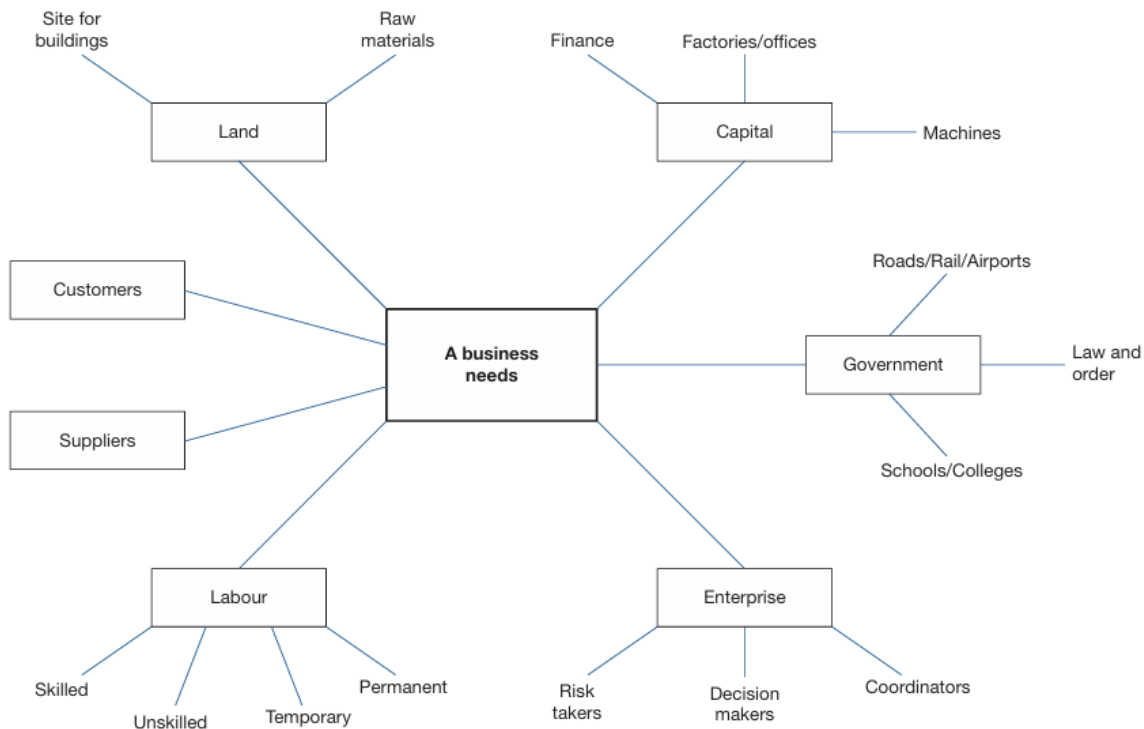 Site for
buildings
Raw
materials
Finance
Factories/offices
Land
Capital
Machines
Customers
Roads/Rail/Airports
A business
needs
Government
Law and
order
Suppliers
Schools/Colleges
Labour
Enterprise
Skilled
Unskilled
Temporary
Permanent
Risk
takers
Decision
makers
Coordinators